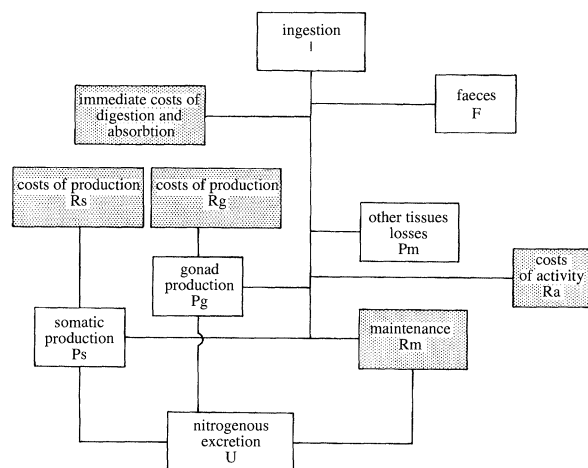 ingestion
I
immediate costs of
digestion and
absorbtion
faeces
F
costs of production
Rs
costs of production
Rg
other tissues
losses
Pm
gonad
production
Pg
costs
of activity
Ra
somatic
production
Ps
maintenance
Rm
nitrogenous
excretion
U